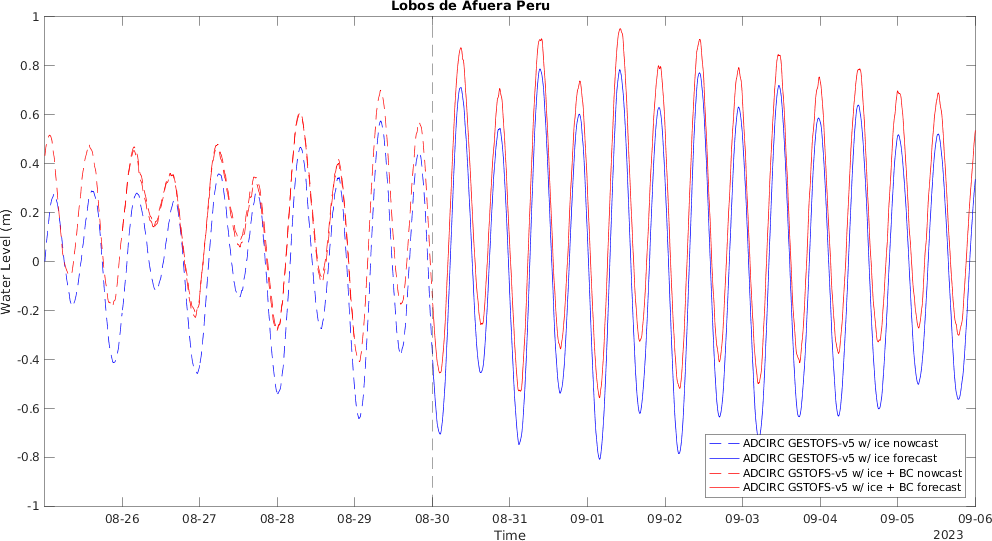 Lobos de Afuera Peru
1
0.8
0.6
0.4
0.2
0
-0.2
-0.4
-0.6
-0.8
-1
Water Level (m)
ADCIRC GESTOFS-v5 w/ ice nowcast
ADCIRC GESTOFS-v5 w/ ice forecast
ADCIRC GSTOFS-v5 w/ ice + BC nowcast
ADCIRC GSTOFS-v5 w/ ice + BC forecast
08-26 08-27 08-28 08-29 08-30 08-31 09-01 09-02 09-03 09-04 09-05 09-06
Time
2023